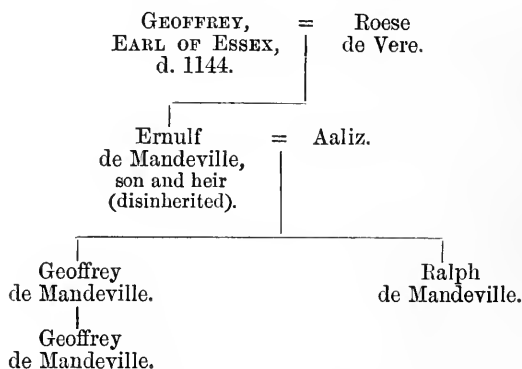 GEOFFREY, = Roese
EARL OF ESSEX, de Vere.
d. 1144.
Ernulf = Aaliz.
de Mandeville,
son and heir
(disinherited).
Geoffrey Ralph
de Mandeville. de Mandeville.
Geoffrey
de Mandeville.